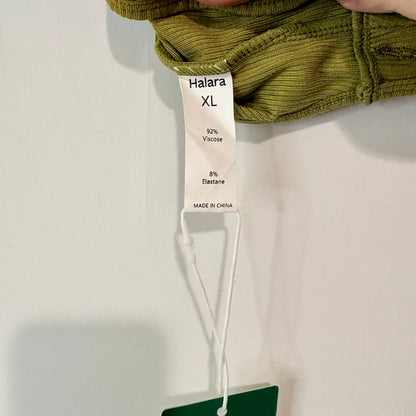 Halara
XL
92%
Viscose
8%
Elastane
MADE IN CHINA